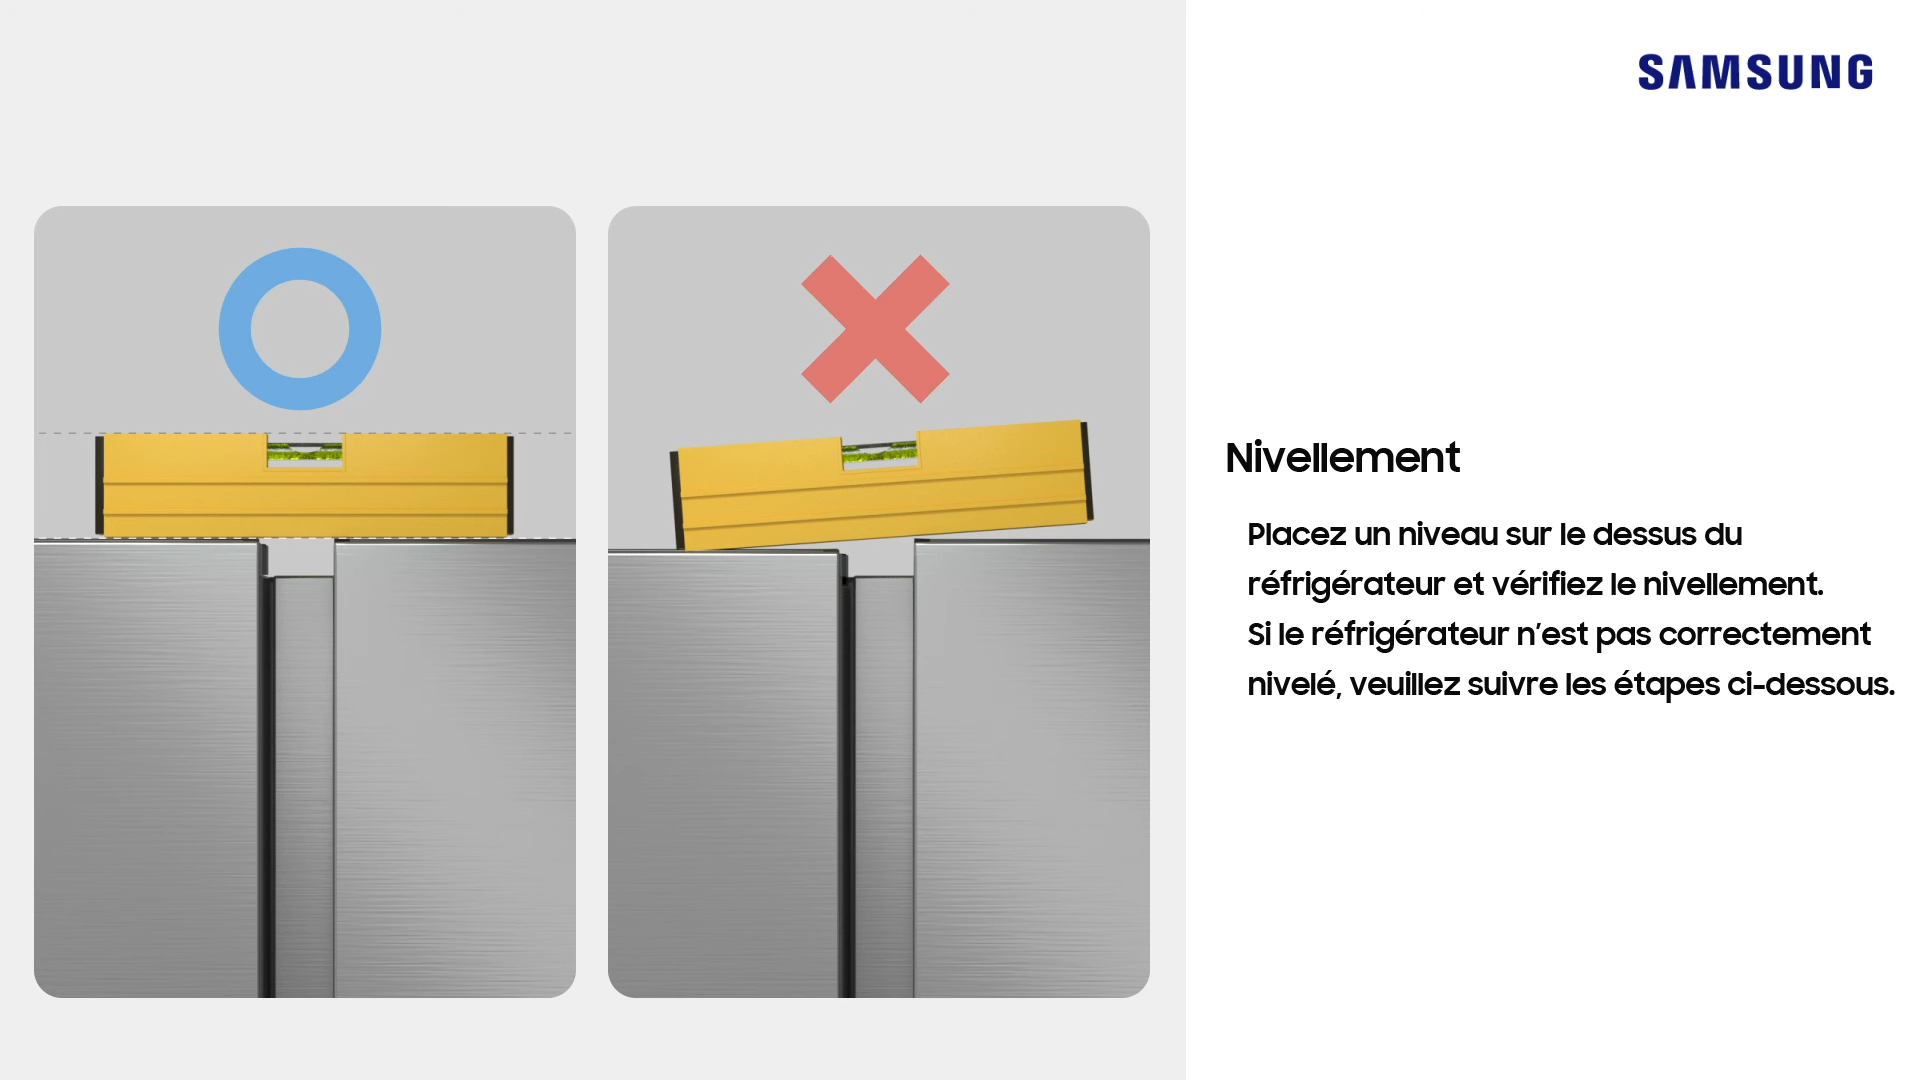 SAMSUNG
Nivellement
Placez un niveau sur le dessus du
réfrigérateur et vérifiez le nivellement.
Si le réfrigérateur n’est pas correctement
nivelé, veuillez suivre les étapes ci-dessous.